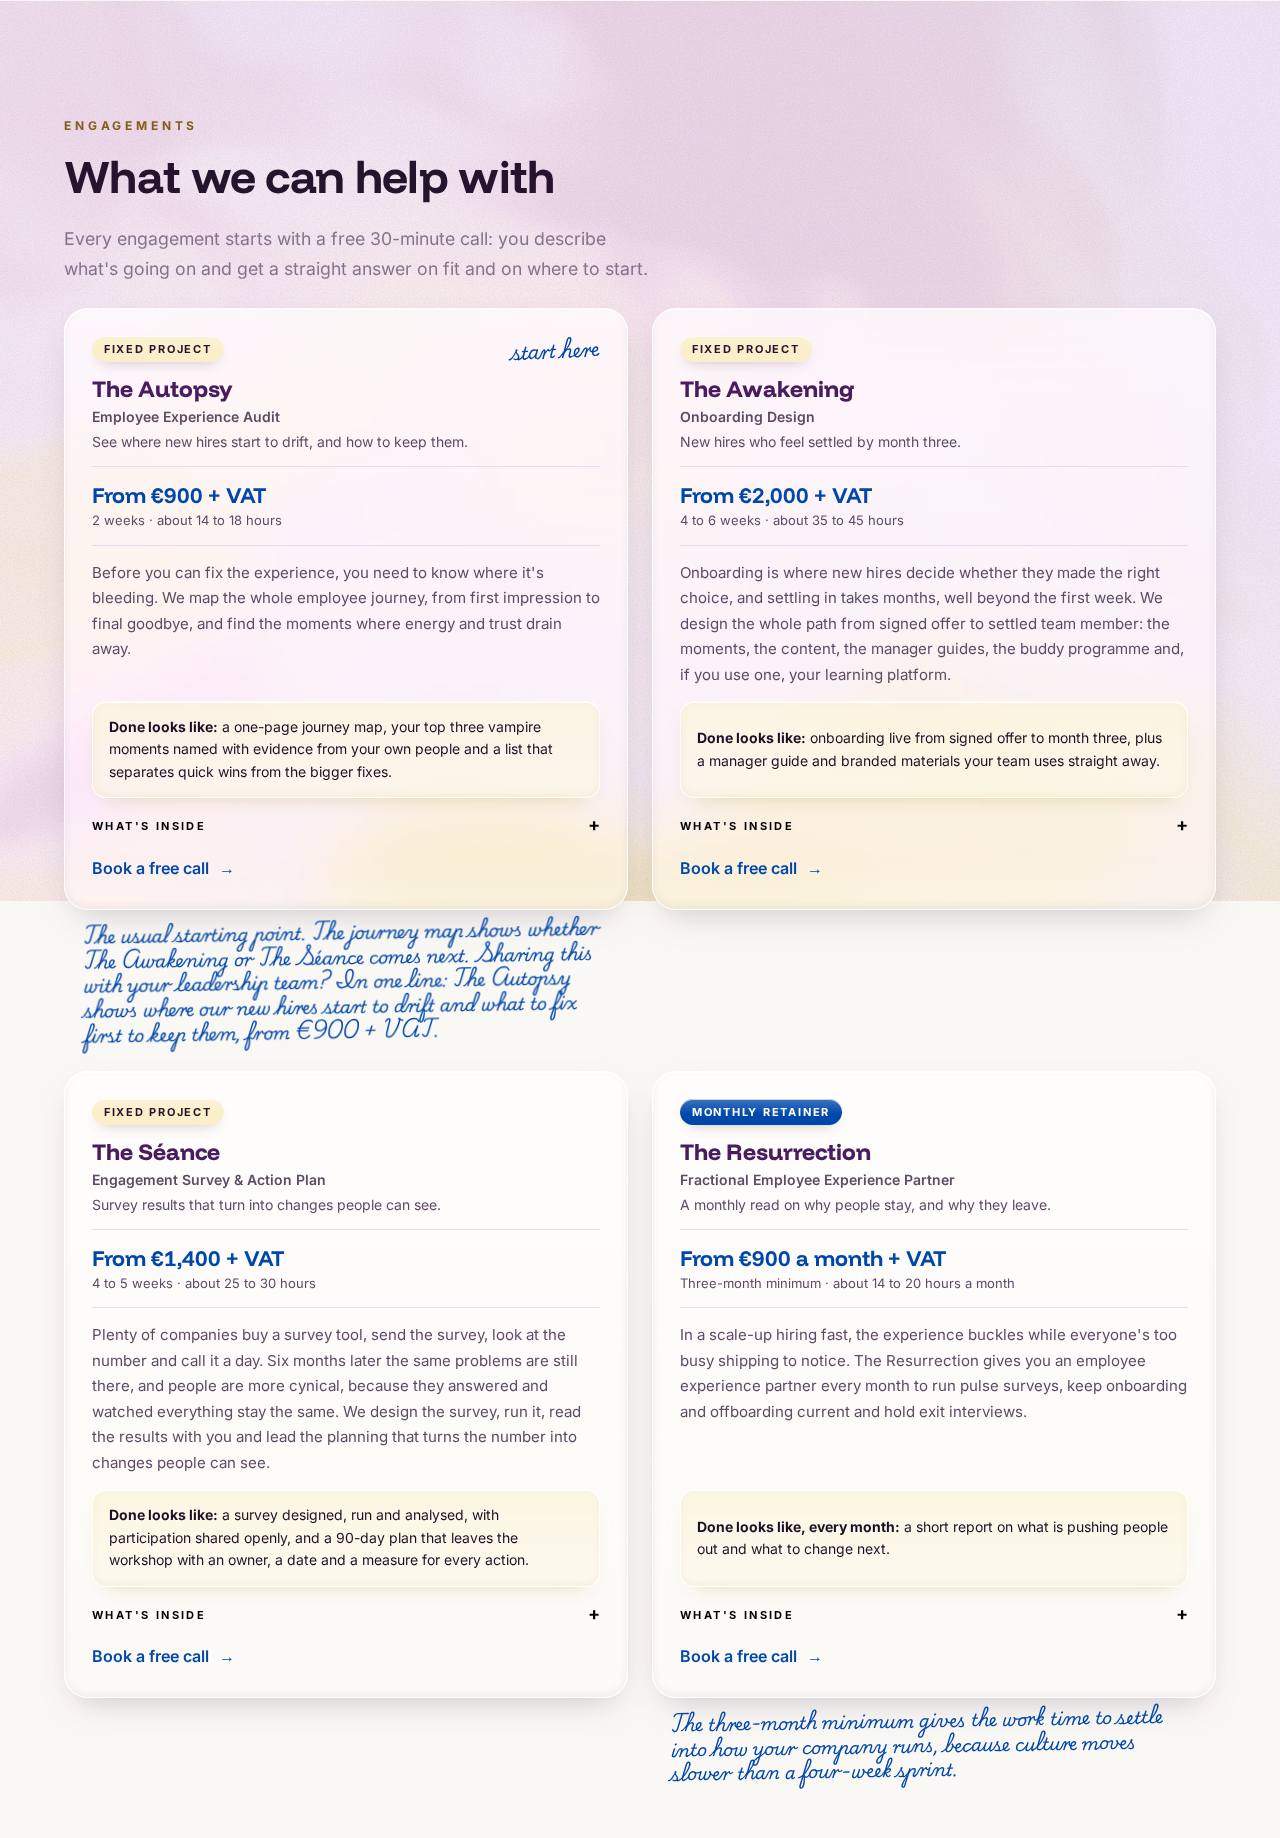 ENGAGEMENTS
What we can help with
Every engagement starts with a free 30-minute call: you describe
what's going on and get a straight answer on fit and on where to start.
FIXED PROJECT
start here
The Autopsy
Employee Experience Audit
See where new hires start to drift, and how to keep them.
From €900 + VAT
2 weeks · about 14 to 18 hours
Before you can fix the experience, you need to know where it's
bleeding. We map the whole employee journey, from first impression to
final goodbye, and find the moments where energy and trust drain
away.
Done looks like: a one-page journey map, your top three vampire
moments named with evidence from your own people and a list that
separates quick wins from the bigger fixes.
WHAT'S INSIDE +
Book a free call →
The usual starting point. The journey map shows whether
The Awakening or The Séance comes next. Sharing this
with your leadership team? In one line: The Autopsy
shows where our new hires start to drift and what to fix
first to keep them, from €900 + VAT.
FIXED PROJECT
The Awakening
Onboarding Design
New hires who feel settled by month three.
From €2,000 + VAT
4 to 6 weeks · about 35 to 45 hours
Onboarding is where new hires decide whether they made the right
choice, and settling in takes months, well beyond the first week. We
design the whole path from signed offer to settled team member: the
moments, the content, the manager guides, the buddy programme and,
if you use one, your learning platform.
Done looks like: onboarding live from signed offer to month three, plus
a manager guide and branded materials your team uses straight away.
WHAT'S INSIDE +
Book a free call →
FIXED PROJECT
The Séance
Engagement Survey & Action Plan
Survey results that turn into changes people can see.
From €1,400 + VAT
4 to 5 weeks · about 25 to 30 hours
Plenty of companies buy a survey tool, send the survey, look at the
number and call it a day. Six months later the same problems are still
there, and people are more cynical, because they answered and
watched everything stay the same. We design the survey, run it, read
the results with you and lead the planning that turns the number into
changes people can see.
Done looks like: a survey designed, run and analysed, with
participation shared openly, and a 90-day plan that leaves the
workshop with an owner, a date and a measure for every action.
WHAT'S INSIDE +
Book a free call →
MONTHLY RETAINER
The Resurrection
Fractional Employee Experience Partner
A monthly read on why people stay, and why they leave.
From €900 a month + VAT
Three-month minimum · about 14 to 20 hours a month
In a scale-up hiring fast, the experience buckles while everyone's too
busy shipping to notice. The Resurrection gives you an employee
experience partner every month to run pulse surveys, keep onboarding
and offboarding current and hold exit interviews.
Done looks like, every month: a short report on what is pushing people
out and what to change next.
WHAT'S INSIDE +
Book a free call →
The three-month minimum gives the work time to settle
into how your company runs, because culture moves
slower than a four-week sprint.